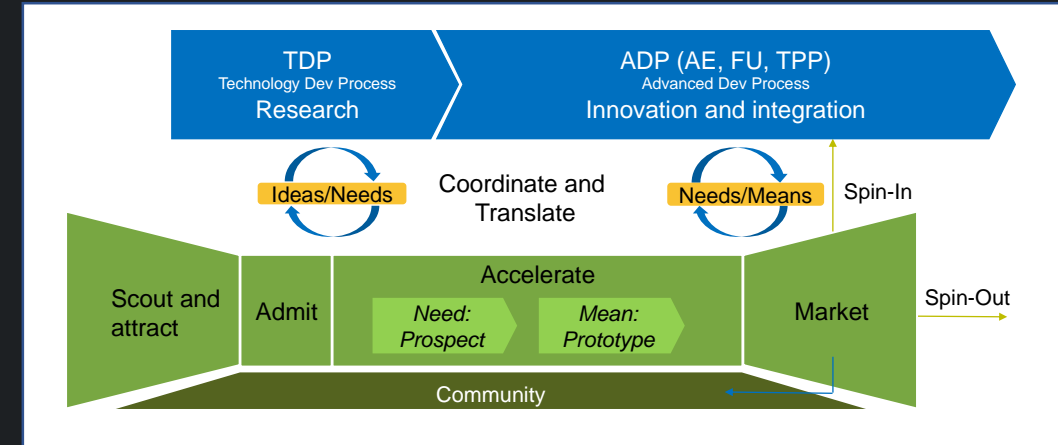 TDP
Technology Dev Process
Research
ADP (AE, FU, TPP)
Advanced Dev Process
Innovation and integration
Ideas/Needs
Coordinate and
Translate
Needs/Means
Spin-In
Scout and
attract
Admit
Accelerate
Need:
Prospect
Mean:
Prototype
Market
Spin-Out
Community